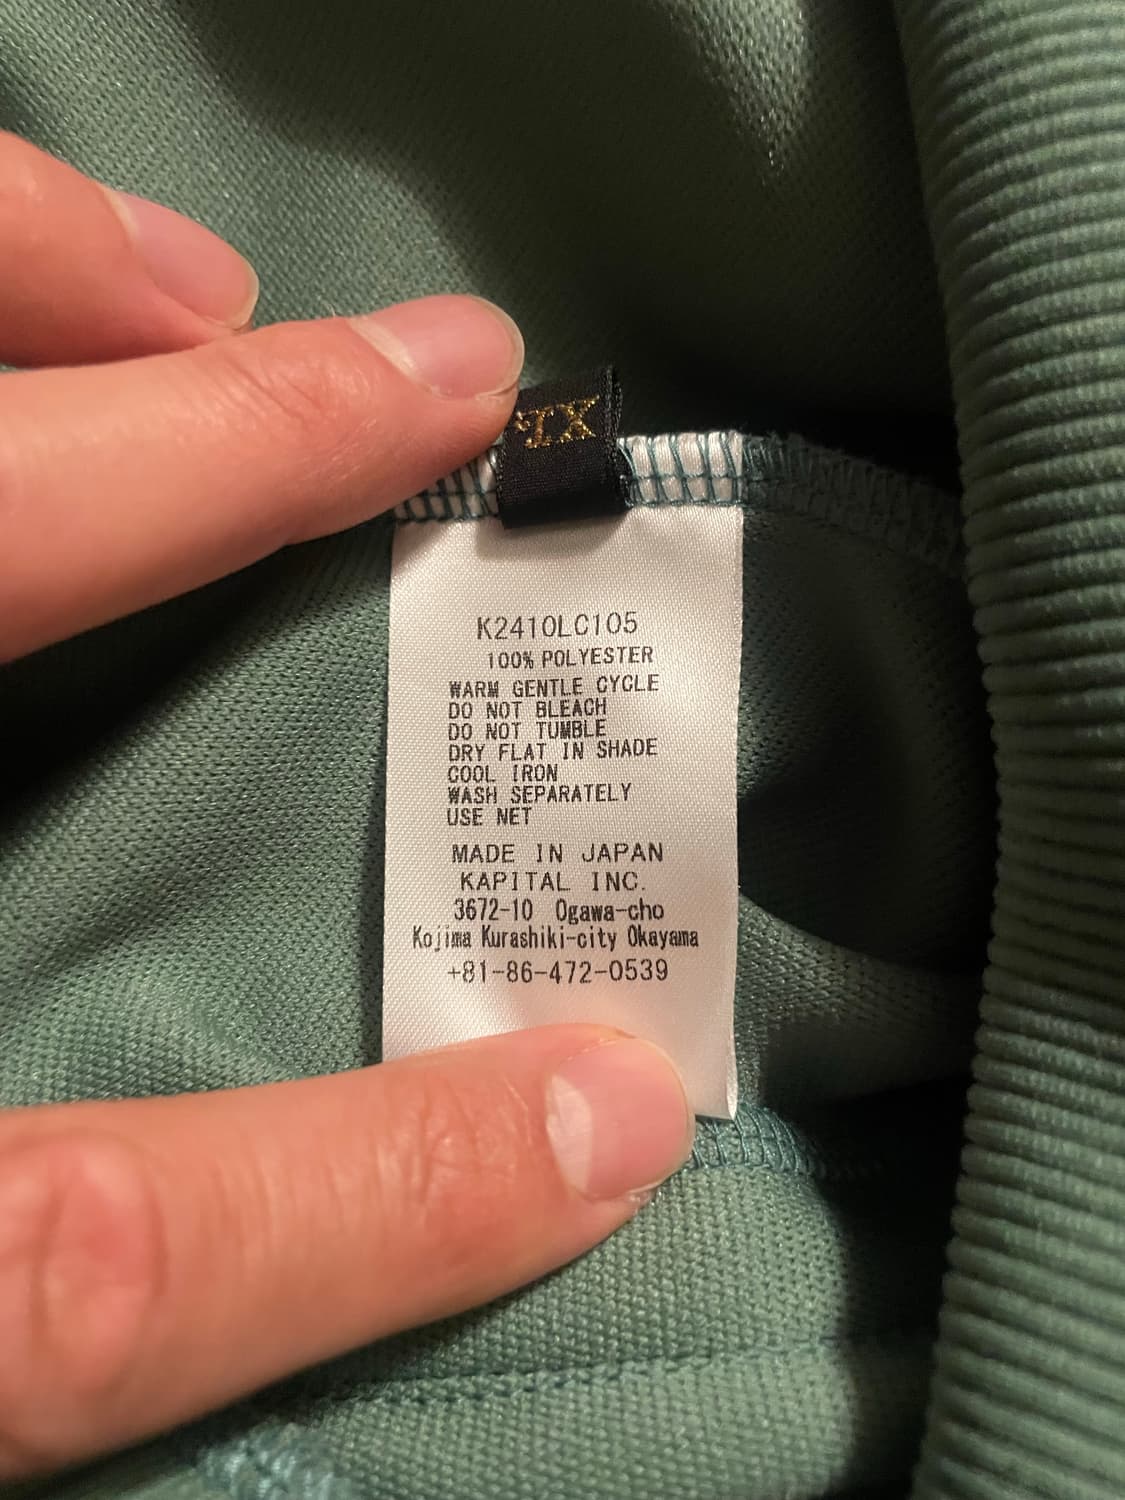 XL
K2410LC105
100% POLYESTER
WARM GENTLE CYCLE
DO NOT BLEACH
DO NOT TUMBLE
DRY FLAT IN SHADE
COOL IRON
WASH SEPARATELY
USE NET
MADE IN JAPAN
KAPITAL INC.
3672-10 Ogawa-cho
Kojima Kurashiki-city Okayama
+81-86-472-0539